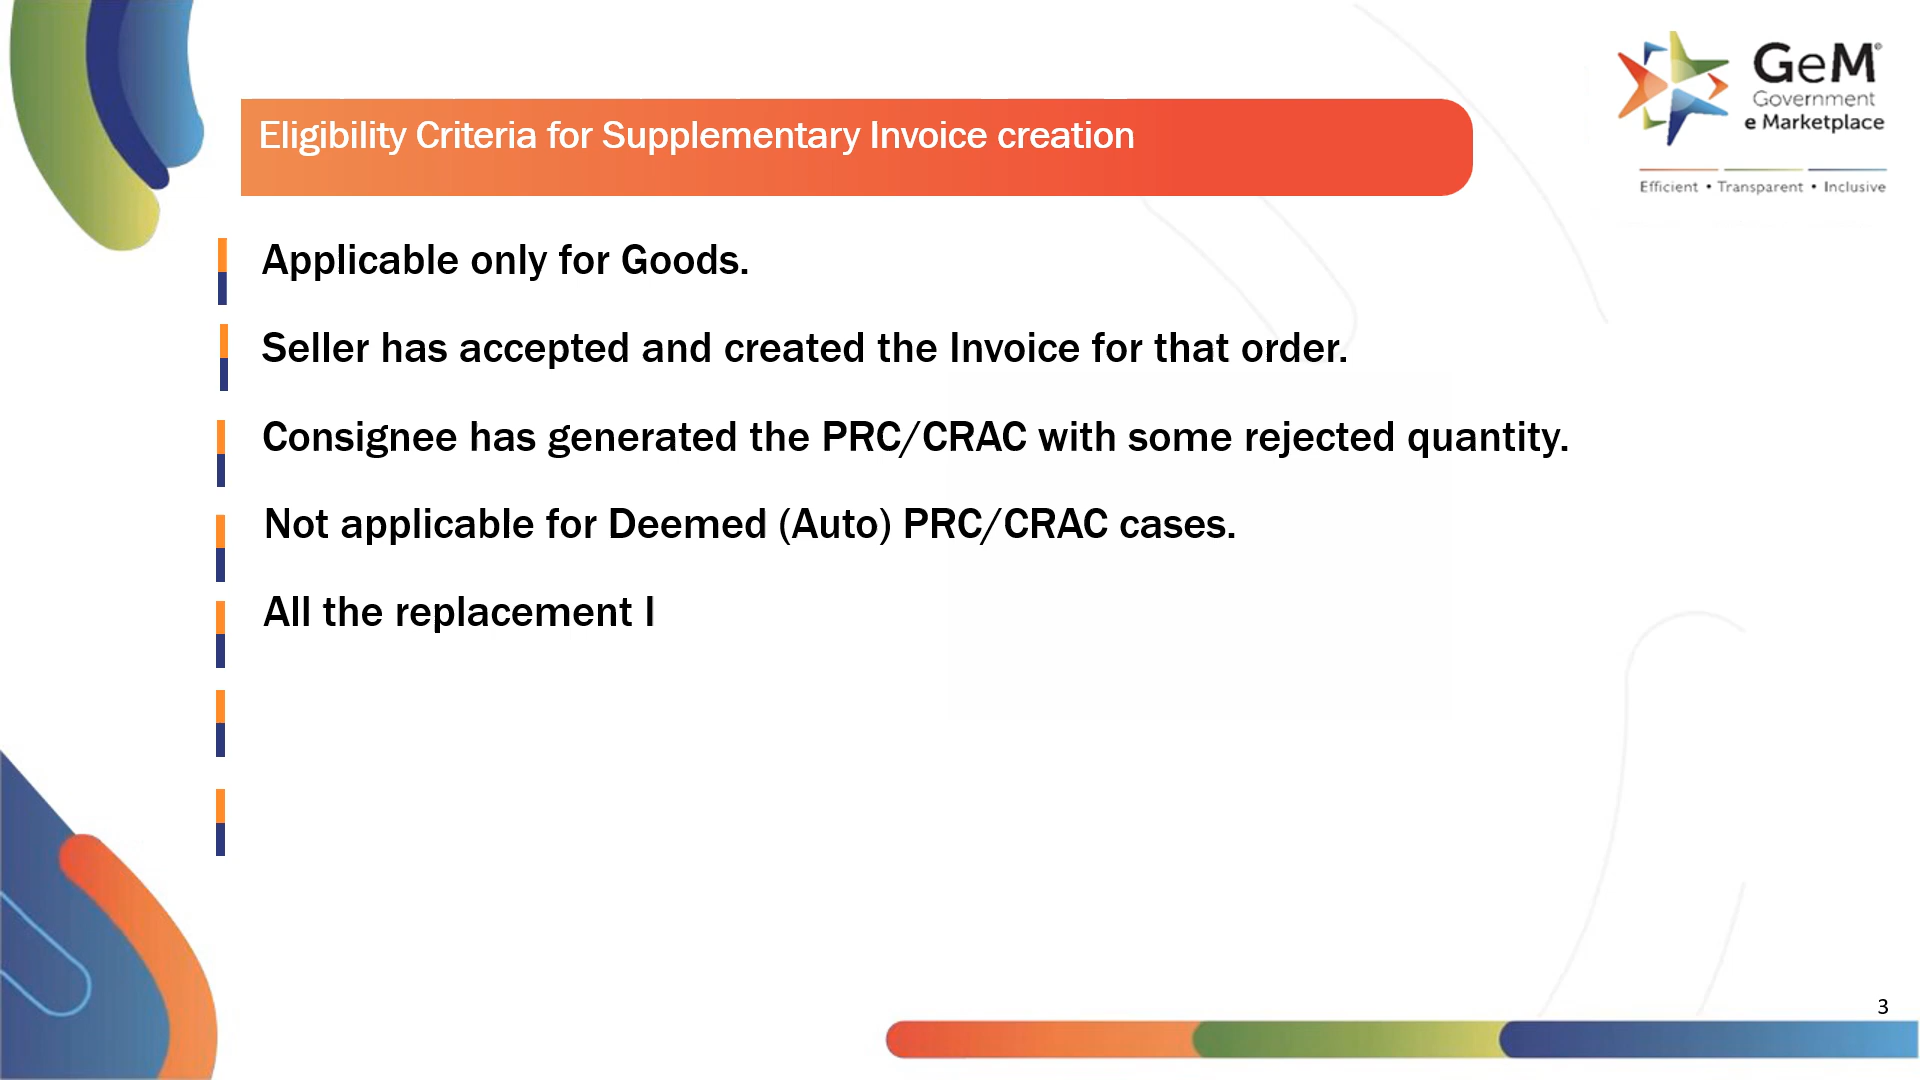 GeM®
Government
e Marketplace
Efficient • Transparent • Inclusive
Eligibility Criteria for Supplementary Invoice creation
Applicable only for Goods.
Seller has accepted and created the Invoice for that order.
Consignee has generated the PRC/CRAC with some rejected quantity.
Not applicable for Deemed (Auto) PRC/CRAC cases.
All the replacement I
3